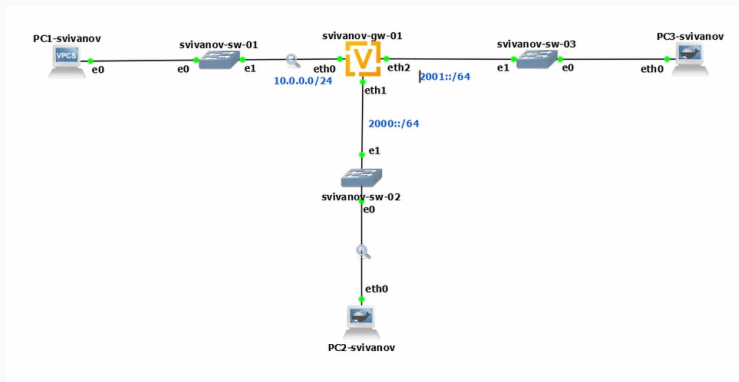 svivanov-gw-01
PC1-svivanov
svivanov-sw-01
svivanov-sw-03
PC3-svivanov
VPCS
e0
e0
e1
eth0
V
eth2
e1
e0
eth0
10.0.0.0/24
eth1
2001::/64
2000::/64
e1
svivanov-sw-02
e0
eth0
PC2-svivanov